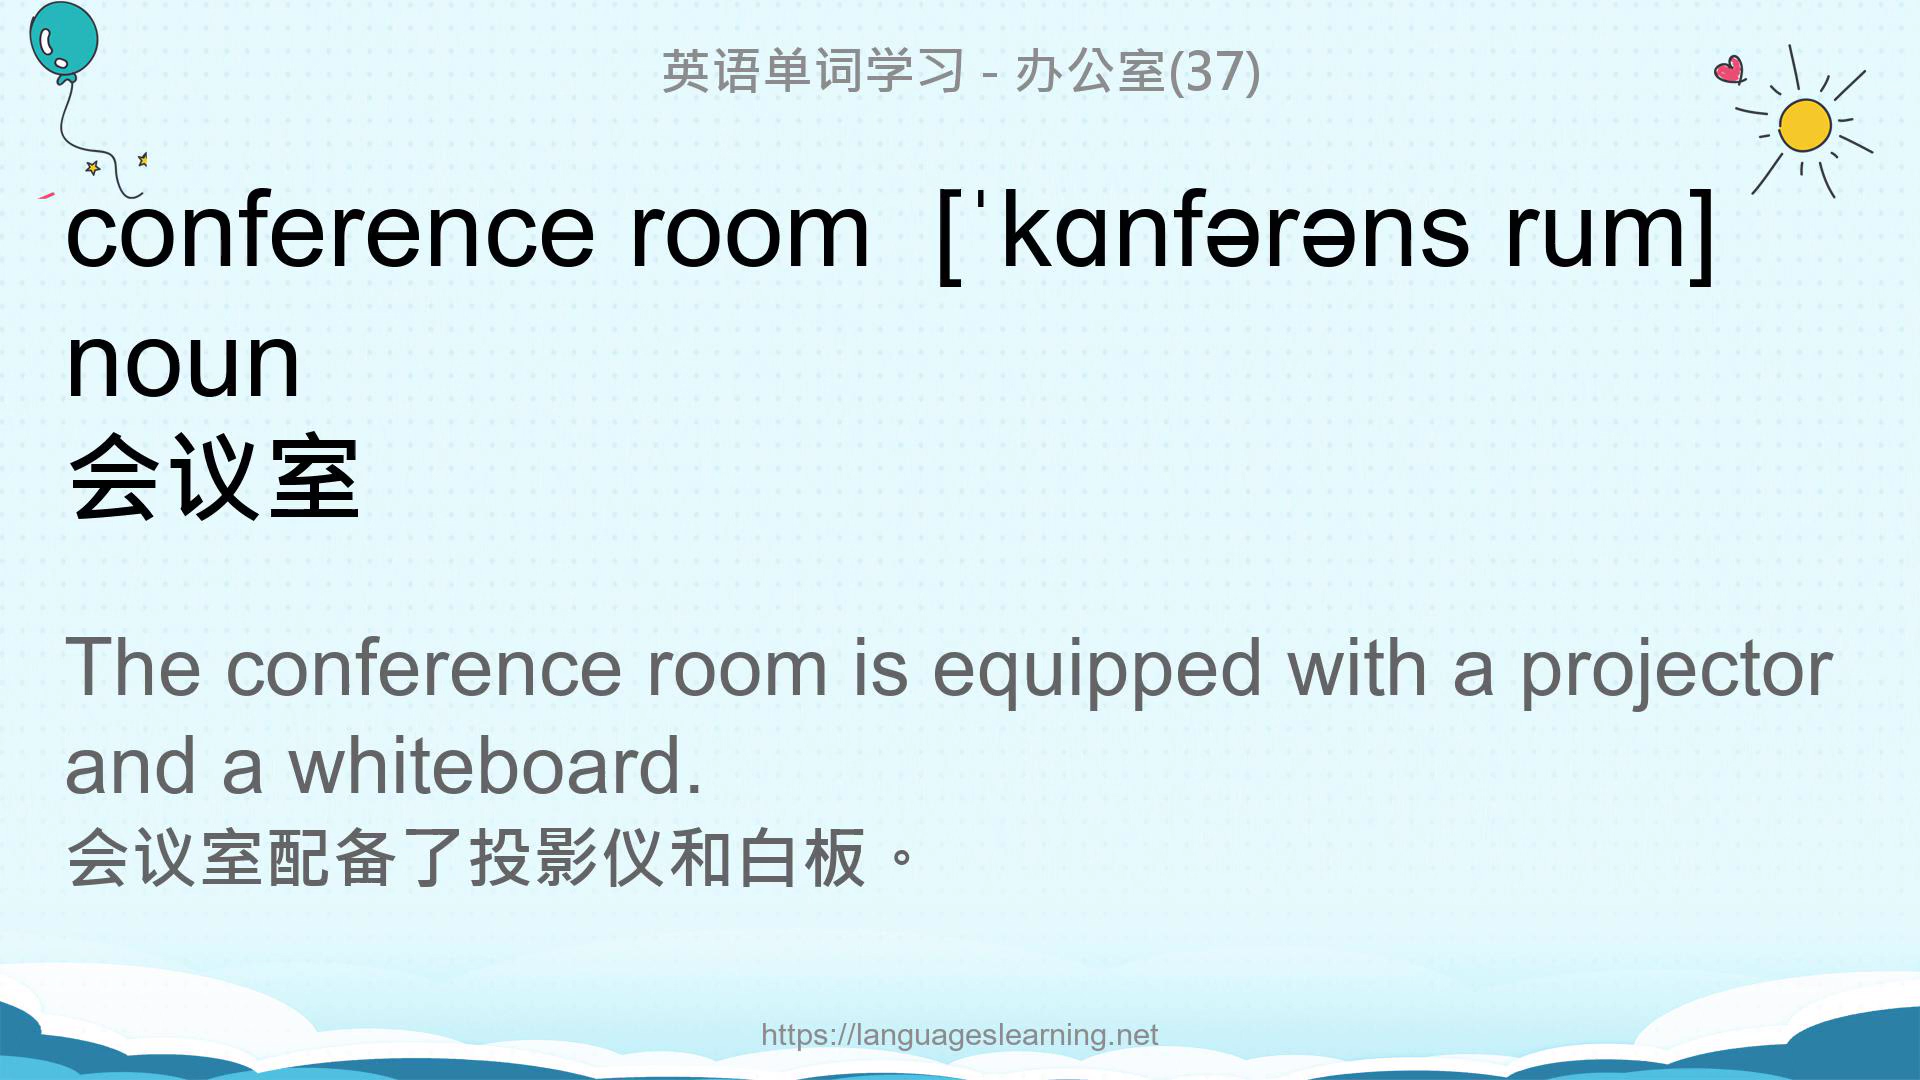 英语单词学习 - 办公室(37)
conference room  [ˈkɑnfərəns rum]
noun
会议室
The conference room is equipped with a projector
and a whiteboard.
会议室配备了投影仪和白板。
https://languageslearning.net